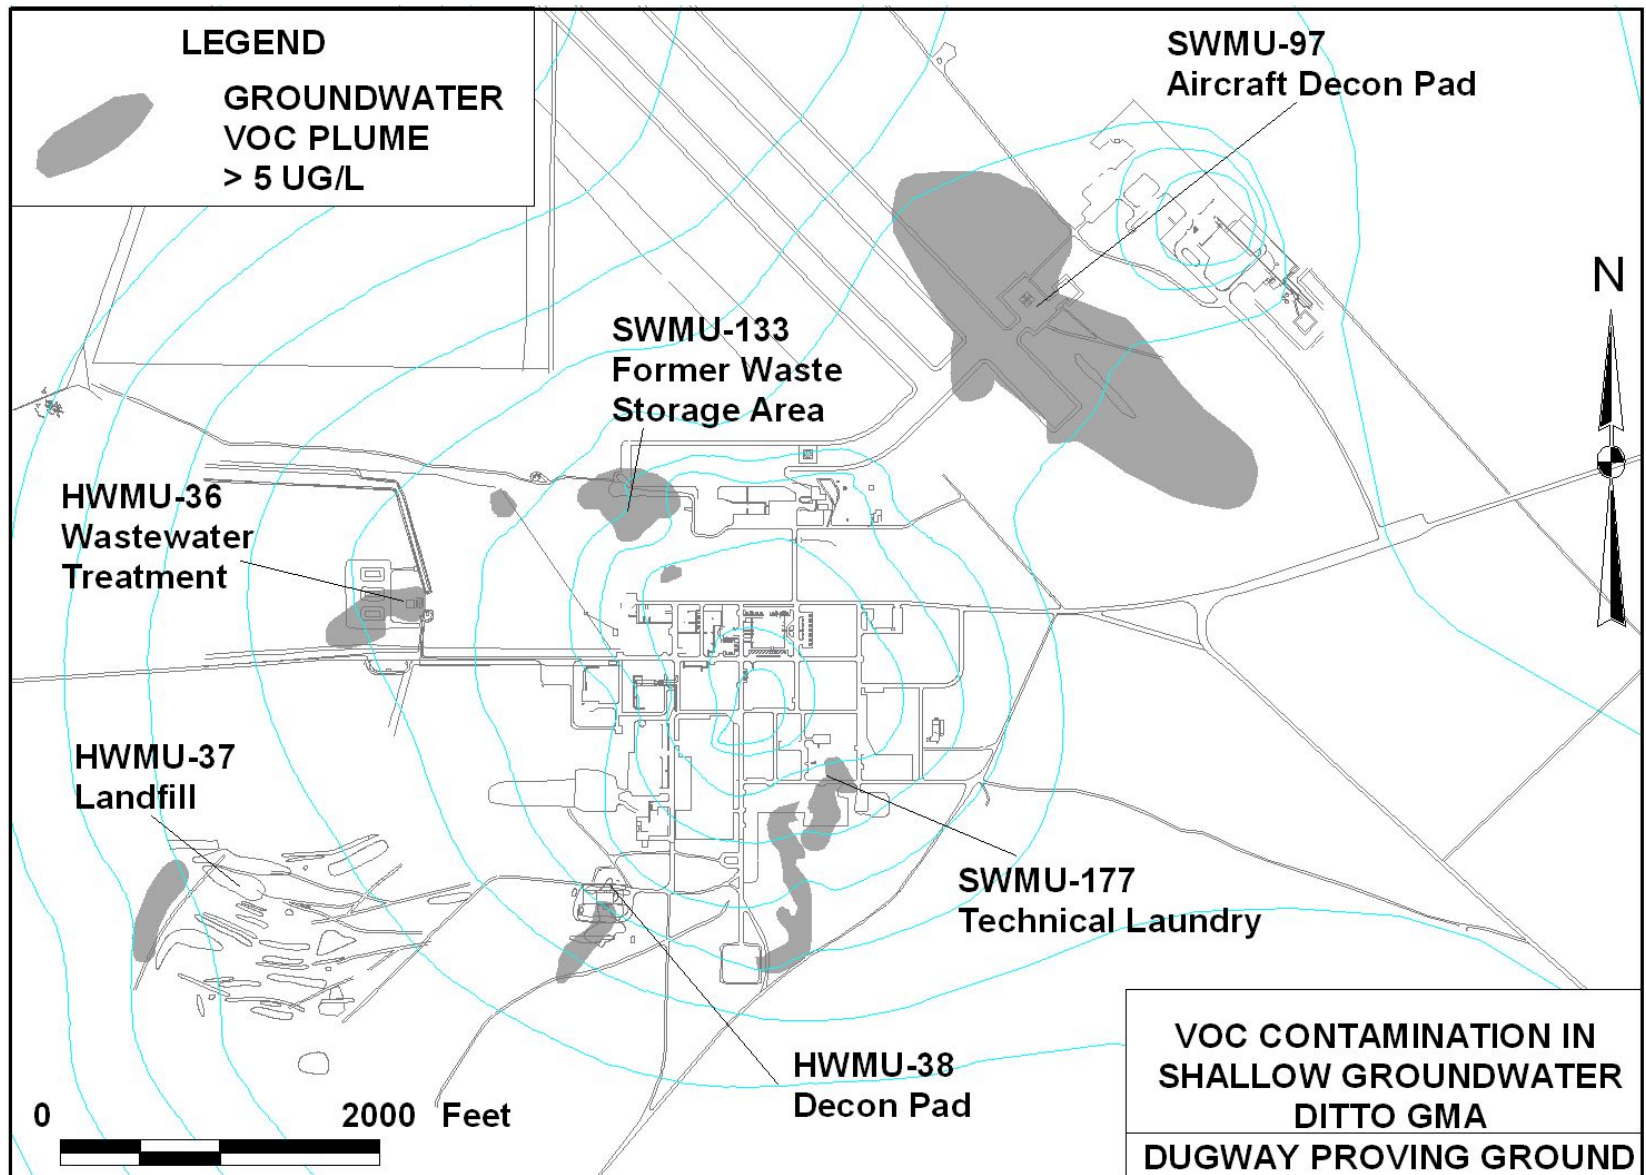 LEGEND
GROUNDWATER
VOC PLUME
> 5 UG/L
SWMU-97
Aircraft Decon Pad
N
SWMU-133
Former Waste
Storage Area
HWMU-36
Wastewater
Treatment
HWMU-37
Landfill
SWMU-177
Technical Laundry
HWMU-38
Decon Pad
0 2000 Feet
VOC CONTAMINATION IN
SHALLOW GROUNDWATER
DITTO GMA
DUGWAY PROVING GROUND